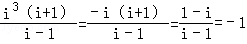 i³（i+1）/i−1 = −i（i+1）/i−1 = 1−i/i−1 = −1